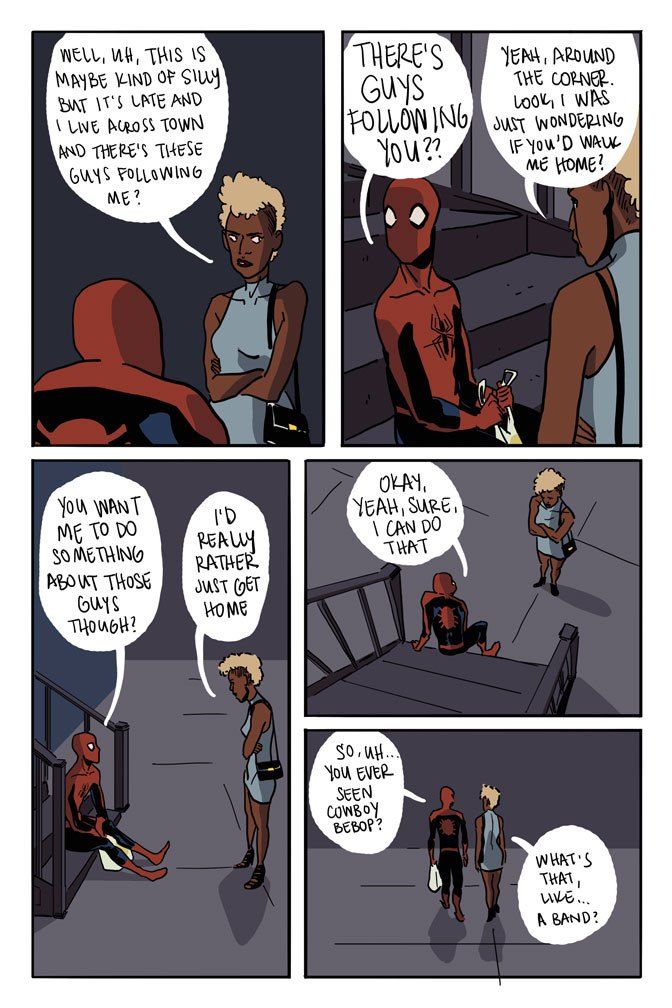 WELL, UH, THIS IS
MAYBE KIND OF SILLY
BUT IT'S LATE AND
I LIVE ACROSS TOWN
AND THERE'S THESE
GUYS FOLLOWING
ME?
THERE'S
GUYS
FOLLOWING
YOU??
YEAH, AROUND
THE CORNER.
LOOK, I WAS
JUST WONDERING
IF YOU'D WALK
ME HOME?
YOU WANT
ME TO DO
SOMETHING
ABOUT THOSE
GUYS
THOUGH?
I'D
REALLY
RATHER
JUST GET
HOME
OKAY,
YEAH, SURE,
I CAN DO
THAT
SO, UH...
YOU EVER
SEEN
COWBOY
BEBOP?
WHAT'S
THAT,
LIKE...
A BAND?